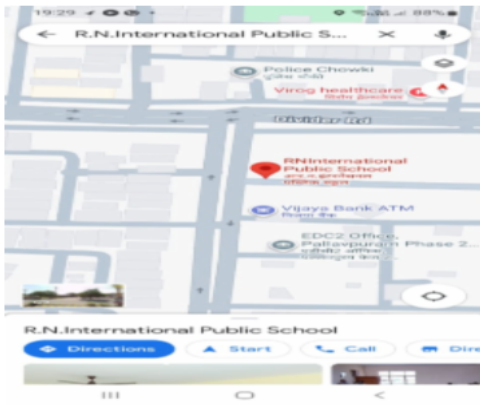 19:29
88%
R.N.International Public S...
Police Chowki
पुलिस चौकी
Virog healthcare
Divider Rd
RNInternational
Public School
Vijaya Bank ATM
EDC2 Office,
Pallavpuram Phase 2...
R.N.International Public School
Directions
Start
Call
Dire